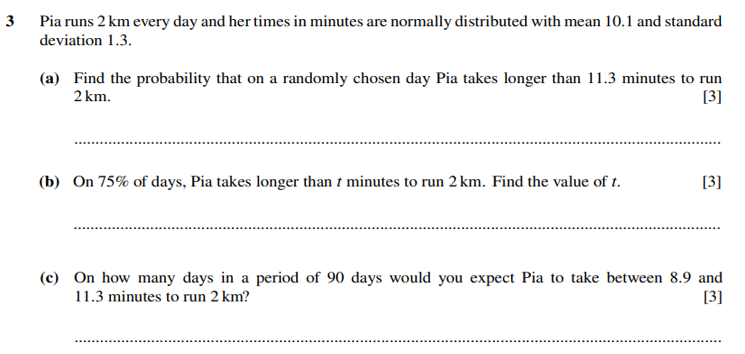 3 Pia runs 2 km every day and her times in minutes are normally distributed with mean 10.1 and standard
deviation 1.3.
(a) Find the probability that on a randomly chosen day Pia takes longer than 11.3 minutes to run
2 km. [3]
(b) On 75% of days, Pia takes longer than t minutes to run 2 km. Find the value of t. [3]
(c) On how many days in a period of 90 days would you expect Pia to take between 8.9 and
11.3 minutes to run 2 km? [3]